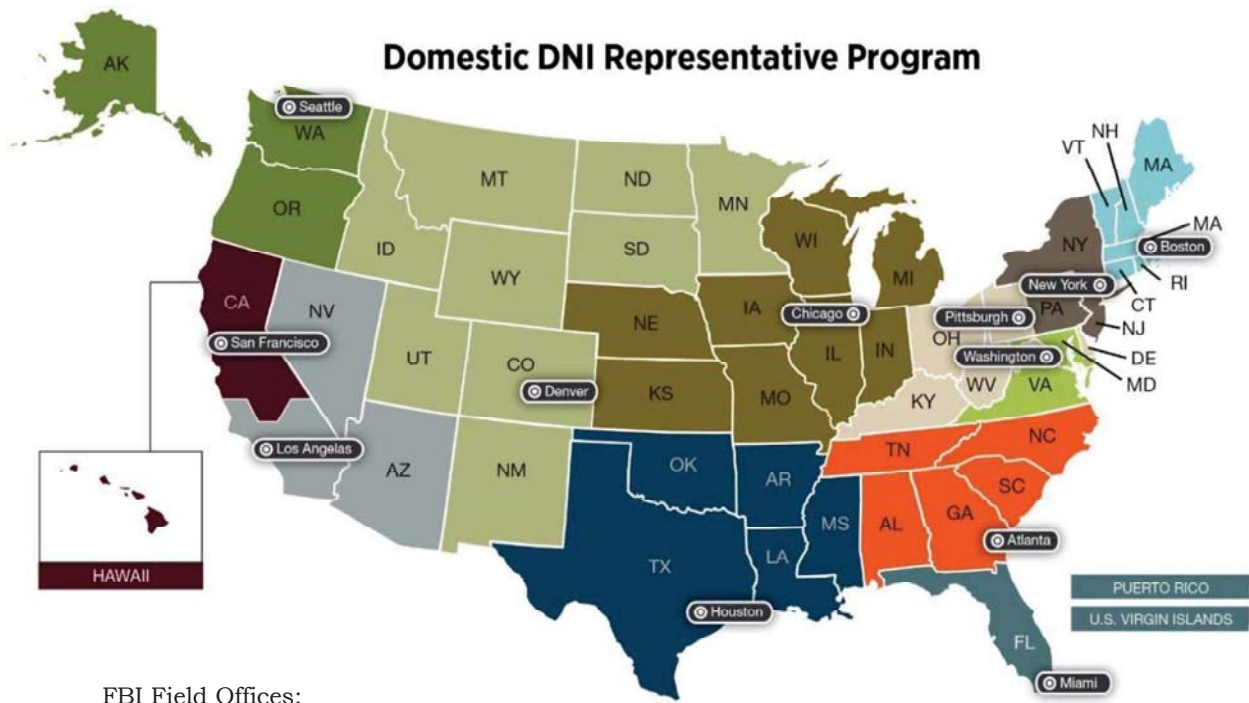 Domestic DNI Representative Program
AK
Seattle
WA
OR
MT
ND
MN
ID
WY
SD
WI
MI
NY
VT
NH
MA
MA
Boston
RI
CT
New York
NJ
PA
Pittsburgh
OH
Washington
DE
MD
VA
WV
KY
CA
San Francisco
NV
UT
CO
Denver
NE
KS
IA
MO
Chicago
IL
IN
Los Angelas
AZ
NM
OK
AR
TN
NC
SC
MS
AL
GA
Atlanta
TX
LA
Houston
HAWAII
PUERTO RICO
U.S. VIRGIN ISLANDS
FL
Miami
FBI Field Offices: